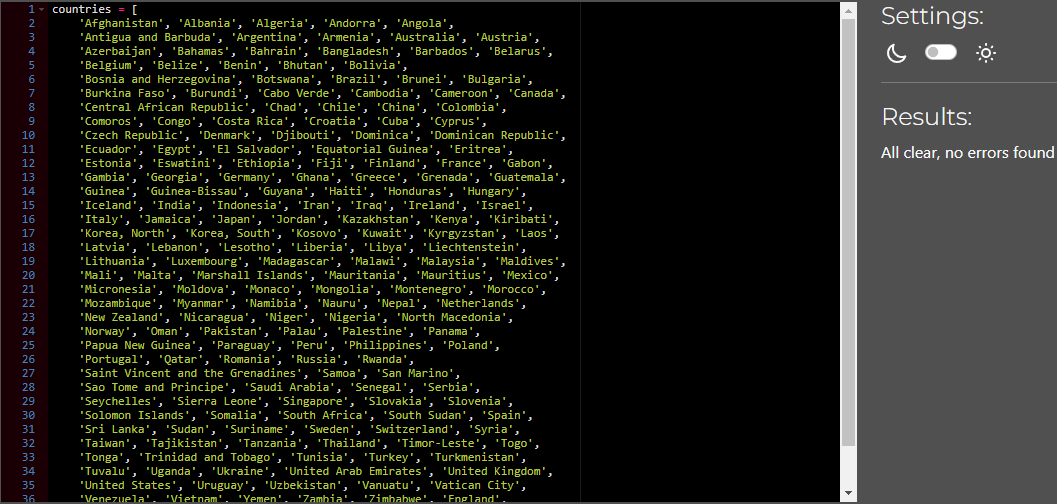 1 countries = [
2 'Afghanistan', 'Albania', 'Algeria', 'Andorra', 'Angola',
3 'Antigua and Barbuda', 'Argentina', 'Armenia', 'Australia', 'Austria',
4 'Azerbaijan', 'Bahamas', 'Bahrain', 'Bangladesh', 'Barbados', 'Belarus',
5 'Belgium', 'Belize', 'Benin', 'Bhutan', 'Bolivia',
6 'Bosnia and Herzegovina', 'Botswana', 'Brazil', 'Brunei', 'Bulgaria',
7 'Burkina Faso', 'Burundi', 'Cabo Verde', 'Cambodia', 'Cameroon', 'Canada',
8 'Central African Republic', 'Chad', 'Chile', 'China', 'Colombia',
9 'Comoros', 'Congo', 'Costa Rica', 'Croatia', 'Cuba', 'Cyprus',
10 'Czech Republic', 'Denmark', 'Djibouti', 'Dominica', 'Dominican Republic',
11 'Ecuador', 'Egypt', 'El Salvador', 'Equatorial Guinea', 'Eritrea',
12 'Estonia', 'Eswatini', 'Ethiopia', 'Fiji', 'Finland', 'France', 'Gabon',
13 'Gambia', 'Georgia', 'Germany', 'Ghana', 'Greece', 'Grenada', 'Guatemala',
14 'Guinea', 'Guinea-Bissau', 'Guyana', 'Haiti', 'Honduras', 'Hungary',
15 'Iceland', 'India', 'Indonesia', 'Iran', 'Iraq', 'Ireland', 'Israel',
16 'Italy', 'Jamaica', 'Japan', 'Jordan', 'Kazakhstan', 'Kenya', 'Kiribati',
17 'Korea, North', 'Korea, South', 'Kosovo', 'Kuwait', 'Kyrgyzstan', 'Laos',
18 'Latvia', 'Lebanon', 'Lesotho', 'Liberia', 'Libya', 'Liechtenstein',
19 'Lithuania', 'Luxembourg', 'Madagascar', 'Malawi', 'Malaysia', 'Maldives',
20 'Mali', 'Malta', 'Marshall Islands', 'Mauritania', 'Mauritius', 'Mexico',
21 'Micronesia', 'Moldova', 'Monaco', 'Mongolia', 'Montenegro', 'Morocco',
22 'Mozambique', 'Myanmar', 'Namibia', 'Nauru', 'Nepal', 'Netherlands',
23 'New Zealand', 'Nicaragua', 'Niger', 'Nigeria', 'North Macedonia',
24 'Norway', 'Oman', 'Pakistan', 'Palau', 'Palestine', 'Panama',
25 'Papua New Guinea', 'Paraguay', 'Peru', 'Philippines', 'Poland',
26 'Portugal', 'Qatar', 'Romania', 'Russia', 'Rwanda',
27 'Saint Vincent and the Grenadines', 'Samoa', 'San Marino',
28 'Sao Tome and Principe', 'Saudi Arabia', 'Senegal', 'Serbia',
29 'Seychelles', 'Sierra Leone', 'Singapore', 'Slovakia', 'Slovenia',
30 'Solomon Islands', 'Somalia', 'South Africa', 'South Sudan', 'Spain',
31 'Sri Lanka', 'Sudan', 'Suriname', 'Sweden', 'Switzerland', 'Syria',
32 'Taiwan', 'Tajikistan', 'Tanzania', 'Thailand', 'Timor-Leste', 'Togo',
33 'Tonga', 'Trinidad and Tobago', 'Tunisia', 'Turkey', 'Turkmenistan',
34 'Tuvalu', 'Uganda', 'Ukraine', 'United Arab Emirates', 'United Kingdom',
35 'United States', 'Uruguay', 'Uzbekistan', 'Vanuatu', 'Vatican City',
36 'Venezuela', 'Vietnam', 'Yemen', 'Zambia', 'Zimbabwe', 'England',
Settings:
Results:
All clear, no errors found